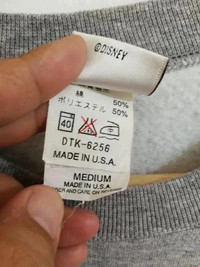 ©DISNEY
綿 50%
ポリエステル 50%
40
DTK-6256
MADE IN U.S.A.
MEDIUM
MADE IN U.S.A.